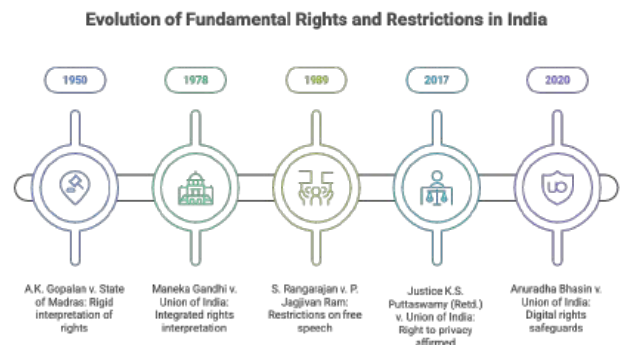 Evolution of Fundamental Rights and Restrictions in India
1950
1978
1989
2017
2020
A.K. Gopalan v. State
of Madras: Rigid
interpretation of
rights
Maneka Gandhi v.
Union of India:
Integrated rights
interpretation
S. Rangarajan v. P.
Jagjivan Ram:
Restrictions on free
speech
Justice K.S.
Puttaswamy (Retd.)
v. Union of India:
Right to privacy
affirmed
Anuradha Bhasin v.
Union of India:
Digital rights
safeguards